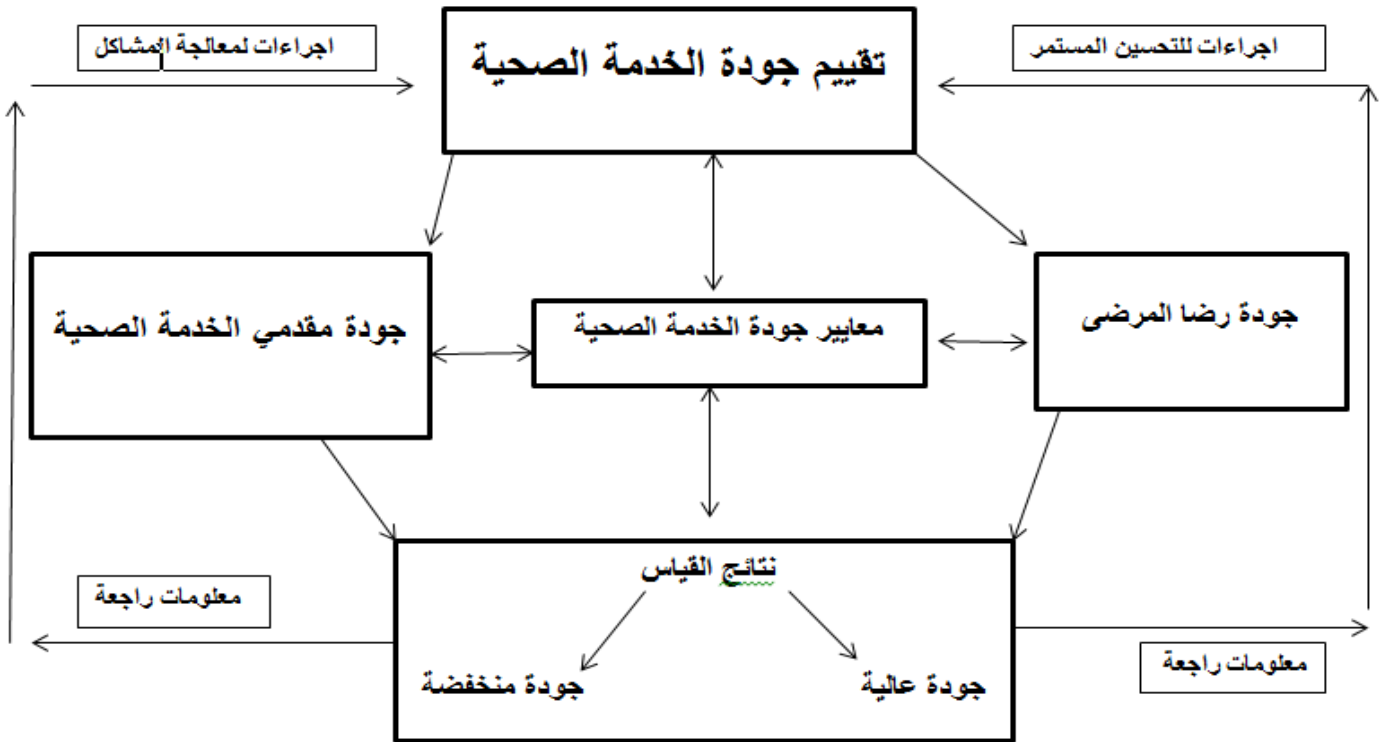 اجراءات للتحسين المستمر
تقييم جودة الخدمة الصحية
اجراءات لمعالجة المشاكل
جودة رضا المرضى
معايير جودة الخدمة الصحية
جودة مقدمي الخدمة الصحية
نتائج القياس
معلومات راجعة
معلومات راجعة
جودة عالية
جودة منخفضة